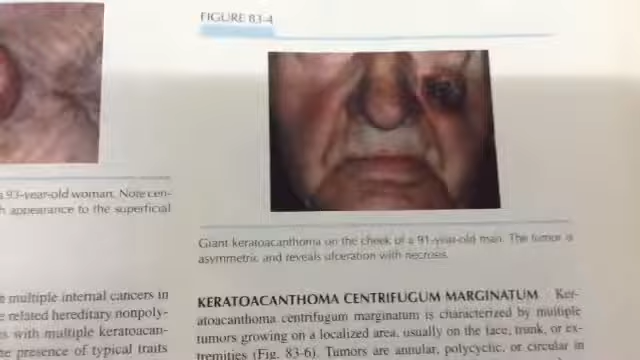 FIGURE 83-4
a 93-year-old woman. Note cen-
h appearance to the superficial
Giant keratoacanthoma on the cheek of a 91-year-old man. The tumor is
asymmetric and reveals ulceration with necrosis.
multiple internal cancers in
related hereditary nonpoly-
s with multiple keratoacan-
e presence of typical traits
KERATOACANTHOMA CENTRIFUGUM MARGINATUM Ker-
atoacanthoma centrifugum marginatum is characterized by multiple
tumors growing on a localized area, usually on the face, trunk, or ex-
tremities (Fig. 83-6). Tumors are annular, polycyclic, or circular in